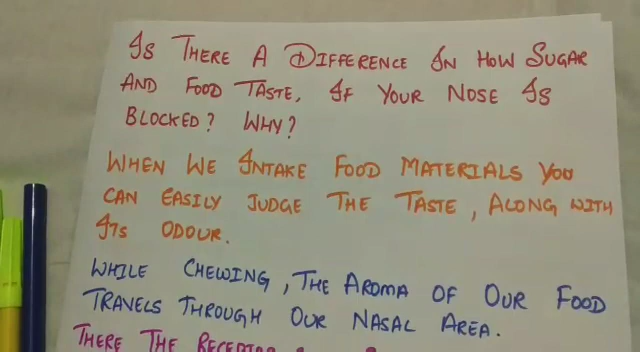 IS THERE A DIFFERENCE IN HOW SUGAR
AND FOOD TASTE, IF YOUR NOSE IS
BLOCKED? WHY?
WHEN WE INTAKE FOOD MATERIALS YOU
CAN EASILY JUDGE THE TASTE, ALONG WITH
ITS ODOUR.
WHILE CHEWING, THE AROMA OF OUR FOOD
TRAVELS THROUGH OUR NASAL AREA.
THERE THE RECEPTOR